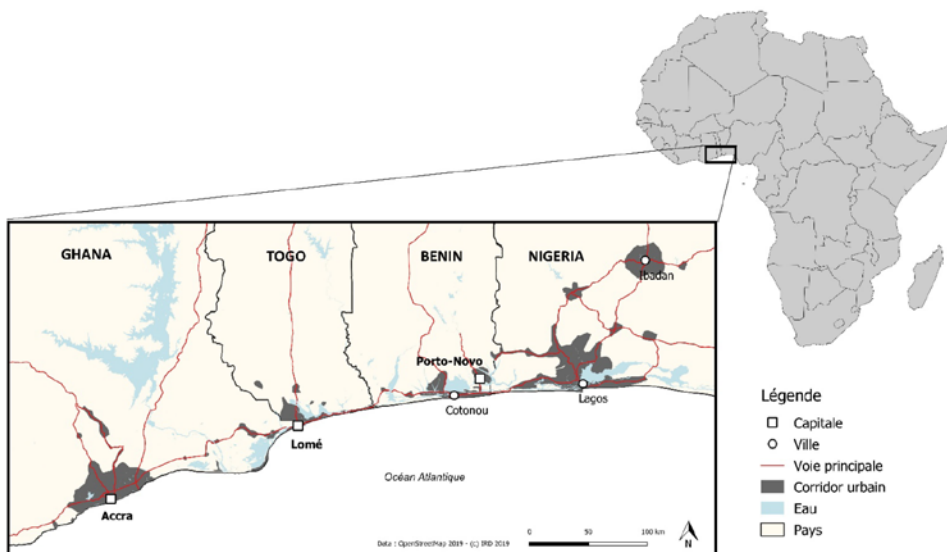 GHANA
TOGO
BENIN
NIGERIA
Ibadan
Porto-Novo
Cotonou
Lagos
Lomé
Océan Atlantique
Accra
Data : OpenStreetMap 2019 - (c) IRD 2019
0 50 100 km
N
Légende
Capitale
Ville
Voie principale
Corridor urbain
Eau
Pays